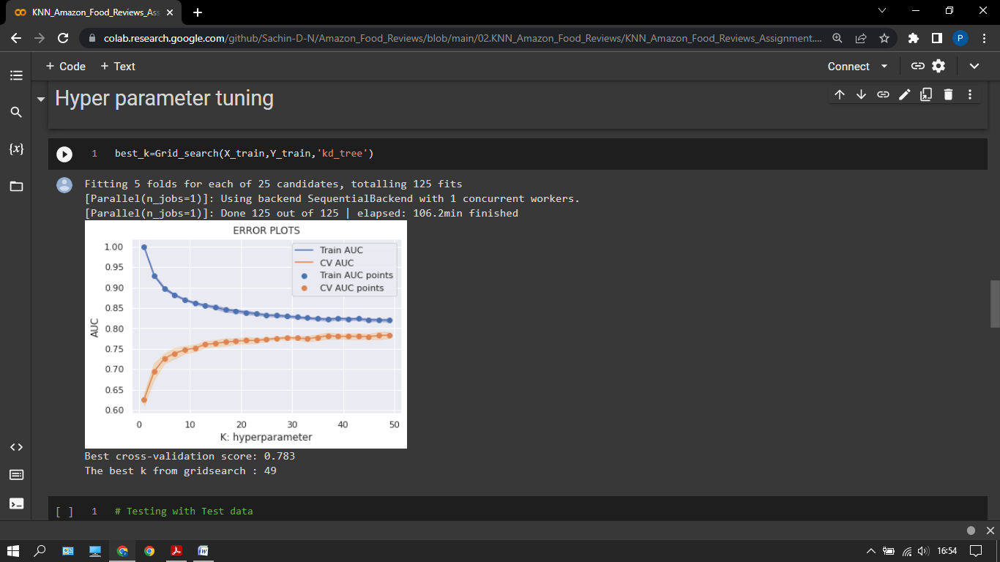 KNN_Amazon_Food_Reviews_Ass
colab.research.google.com/github/Sachin-D-N/Amazon_Food_Reviews/blob/main/02.KNN_Amazon_Food_Reviews/KNN_Amazon_Food_Reviews_Assignment....
P
+ Code + Text
Connect
Hyper parameter tuning
1 best_k=Grid_search(X_train,Y_train,'kd_tree')
{x}
Fitting 5 folds for each of 25 candidates, totalling 125 fits
[Parallel(n_jobs=1)]: Using backend SequentialBackend with 1 concurrent workers.
[Parallel(n_jobs=1)]: Done 125 out of 125 | elapsed: 106.2min finished
ERROR PLOTS
Train AUC
CV AUC
Train AUC points
CV AUC points
1.00
0.95
0.90
0.85
0.80
0.75
0.70
0.65
0.60
AUC
0 10 20 30 40 50
K: hyperparameter
Best cross-validation score: 0.783
The best k from gridsearch : 49
[ ] 1 # Testing with Test data
16:54